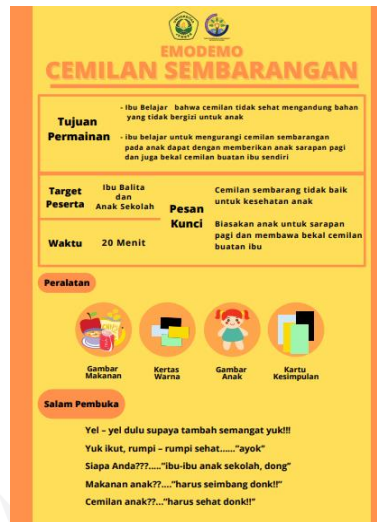 EMODEMO
CEMILAN SEMBARANGAN
Tujuan
Permainan
- Ibu Belajar bahwa cemilan tidak sehat mengandung bahan
yang tidak bergizi untuk anak
- ibu belajar untuk mengurangi cemilan sembarangan
pada anak dapat dengan memberikan anak sarapan pagi
dan juga bekal cemilan buatan ibu sendiri
Target
Peserta
Ibu Balita
dan
Anak Sekolah
Waktu
20 Menit
Pesan
Kunci
Cemilan sembarang tidak baik
untuk kesehatan anak
Biasakan anak untuk sarapan
pagi dan membawa bekal cemilan
buatan ibu
Peralatan
Gambar
Makanan
Kertas
Warna
Gambar
Anak
Kartu
Kesimpulan
Salam Pembuka
Yel – yel dulu supaya tambah semangat yuk!!!
Yuk ikut, rumpi – rumpi sehat......“ayok”
Siapa Anda???.....“ibu-ibu anak sekolah, dong”
Makanan anak??....“harus seimbang donk!!”
Cemilan anak??...“harus sehat donk!!”